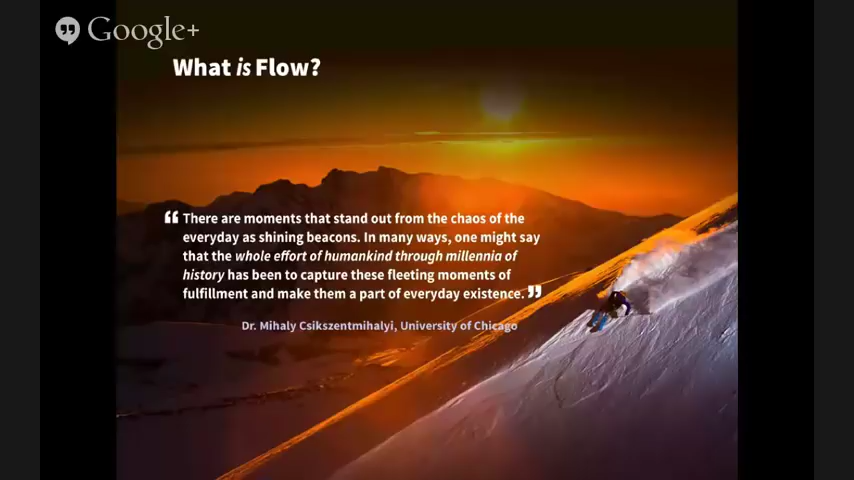 Google+
What is Flow?
“ There are moments that stand out from the chaos of the
everyday as shining beacons. In many ways, one might say
that the whole effort of humankind through millennia of
history has been to capture these fleeting moments of
fulfillment and make them a part of everyday existence. ”
Dr. Mihaly Csikszentmihalyi, University of Chicago